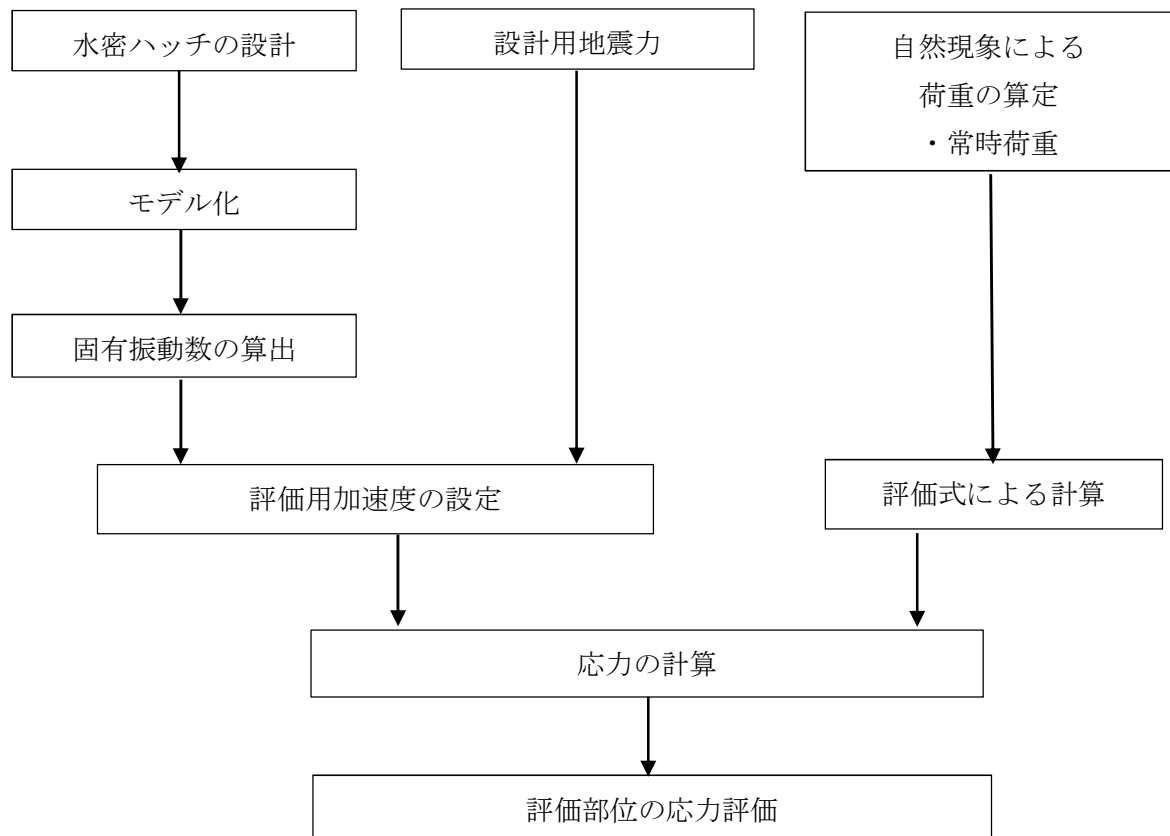 水密ハッチの設計
設計用地震力
自然現象による
荷重の算定
・常時荷重
モデル化
固有振動数の算出
評価用加速度の設定
評価式による計算
応力の計算
評価部位の応力評価